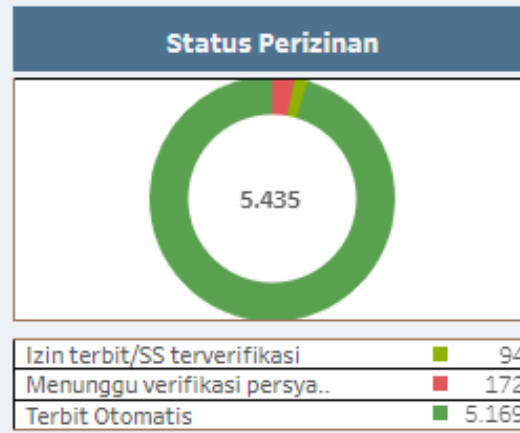 Status Perizinan
5.435
Izin terbit/SS terverifikasi 94
Menunggu verifikasi persya.. 172
Terbit Otomatis 5.169